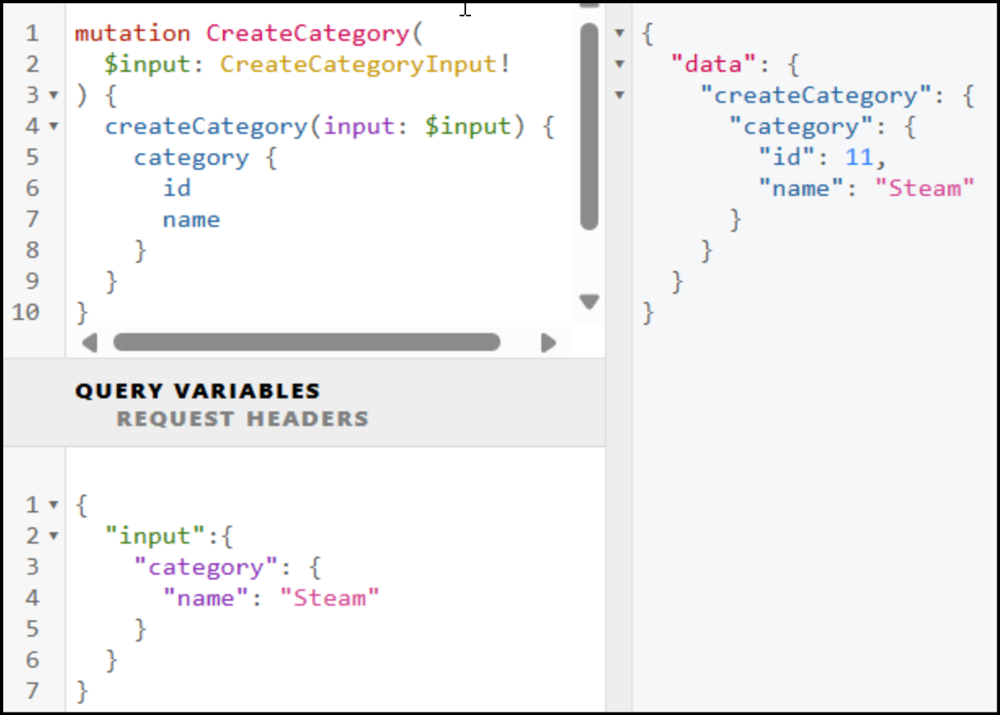 1 mutation CreateCategory(
2   $input: CreateCategoryInput!
3 ) {
4   createCategory(input: $input) {
5     category {
6       id
7       name
8     }
9   }
10 }
QUERY VARIABLES
REQUEST HEADERS
1 {
2   "input":{
3     "category": {
4       "name": "Steam"
5     }
6   }
7 }
{
  "data": {
    "createCategory": {
      "category": {
        "id": 11,
        "name": "Steam"
      }
    }
  }
}